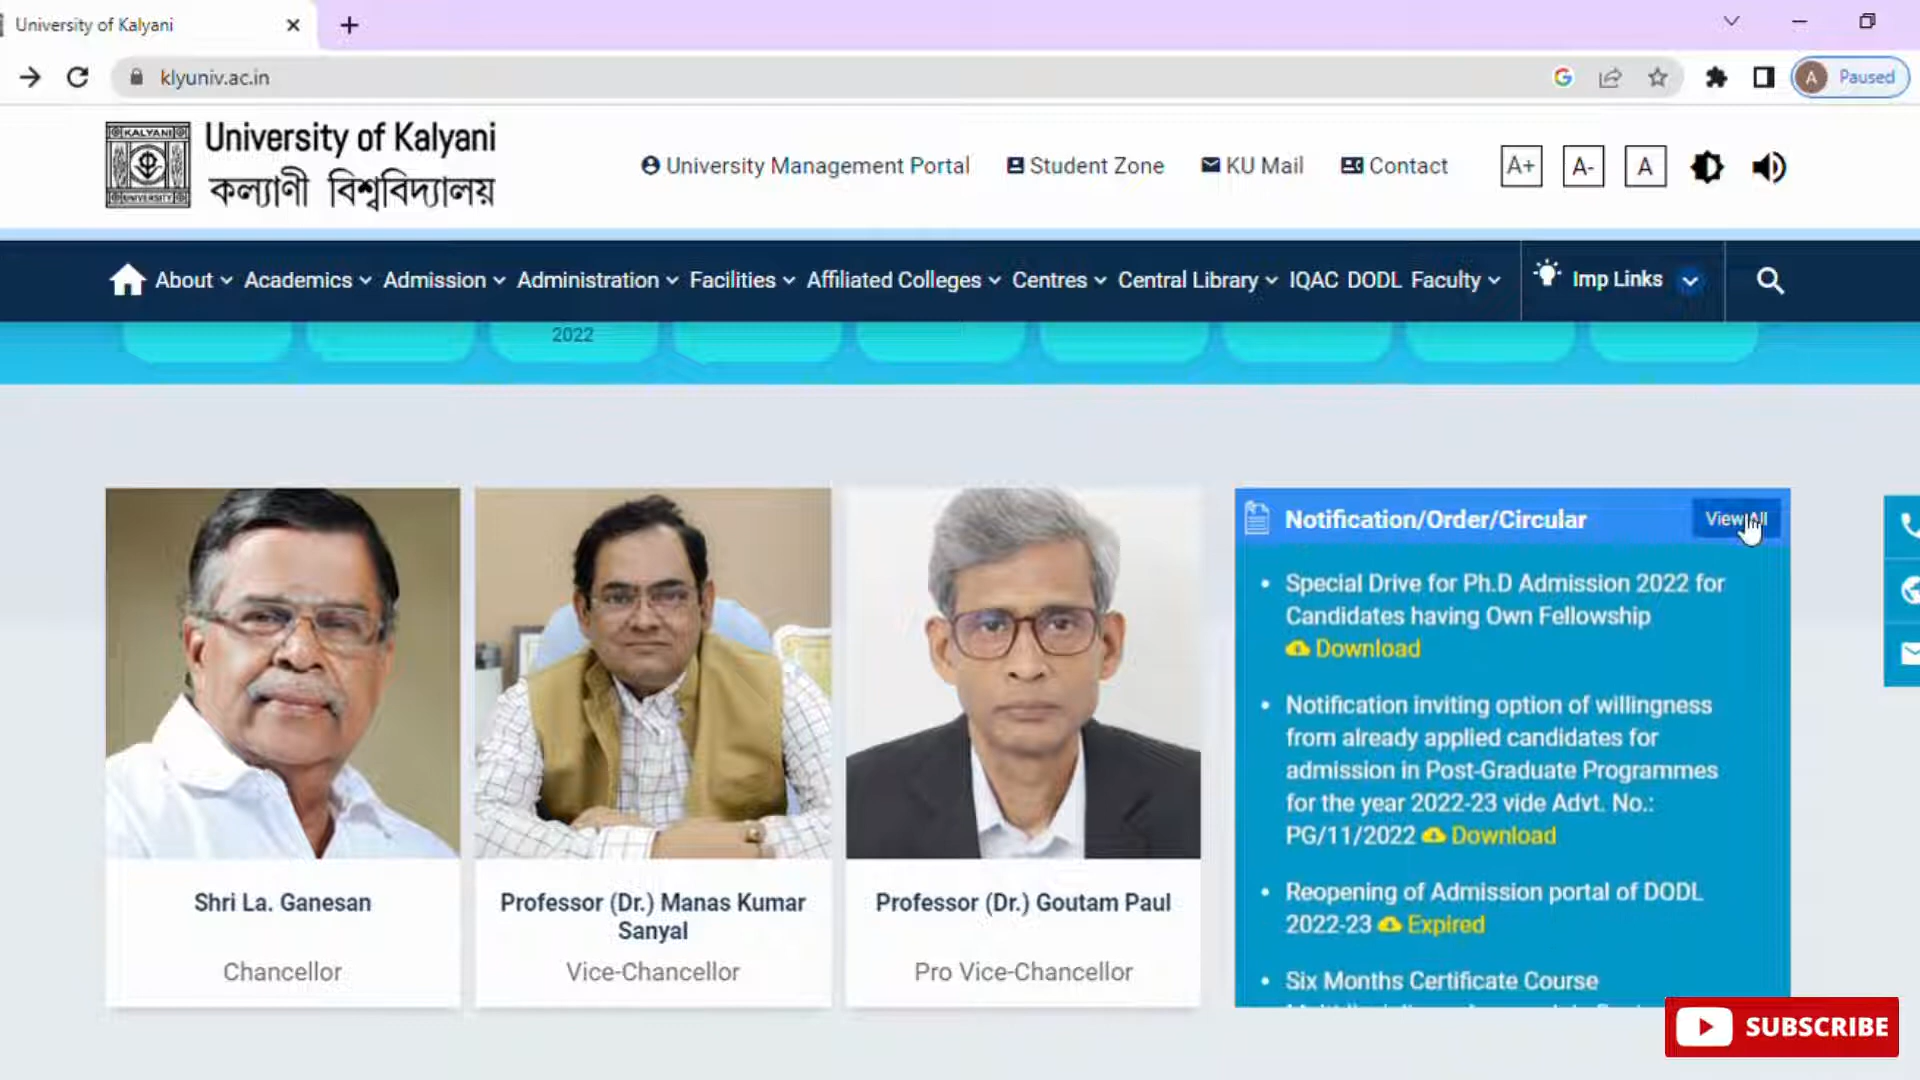 University of Kalyani
klyuniv.ac.in
A
Paused
KALYANI
UNIVERSITY
University of Kalyani
কল্যাণী বিশ্ববিদ্যালয়
University Management Portal
Student Zone
KU Mail
Contact
A+
A-
A
About
Academics
Admission
Administration
Facilities
Affiliated Colleges
Centres
Central Library
IQAC
DODL
Faculty
Imp Links
2022
Shri La. Ganesan
Chancellor
Professor (Dr.) Manas Kumar
Sanyal
Vice-Chancellor
Professor (Dr.) Goutam Paul
Pro Vice-Chancellor
Notification/Order/Circular
View All
• Special Drive for Ph.D Admission 2022 for
Candidates having Own Fellowship
Download
• Notification inviting option of willingness
from already applied candidates for
admission in Post-Graduate Programmes
for the year 2022-23 vide Advt. No.:
PG/11/2022 Download
• Reopening of Admission portal of DODL
2022-23 Expired
• Six Months Certificate Course
SUBSCRIBE